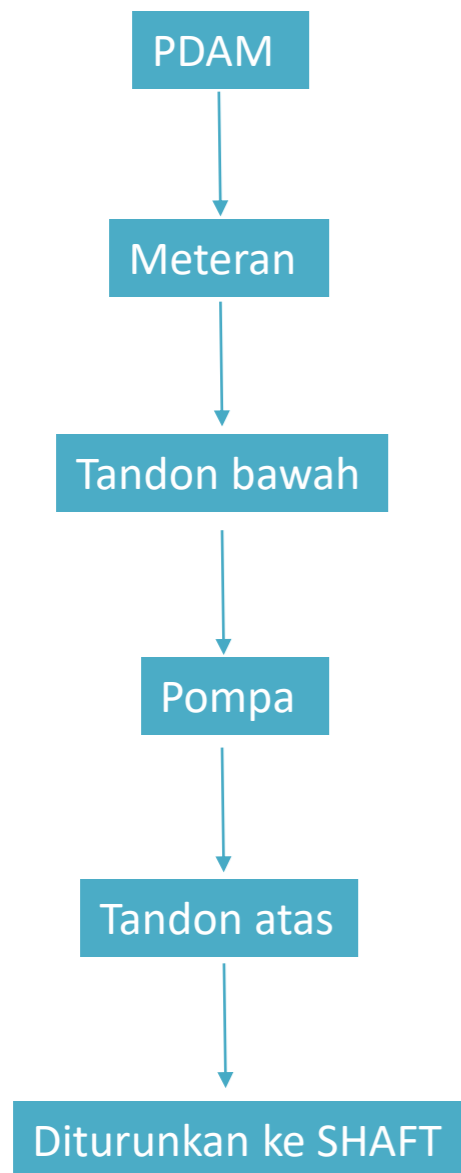 PDAM
Meteran
Tandon bawah
Pompa
Tandon atas
Diturunkan ke SHAFT